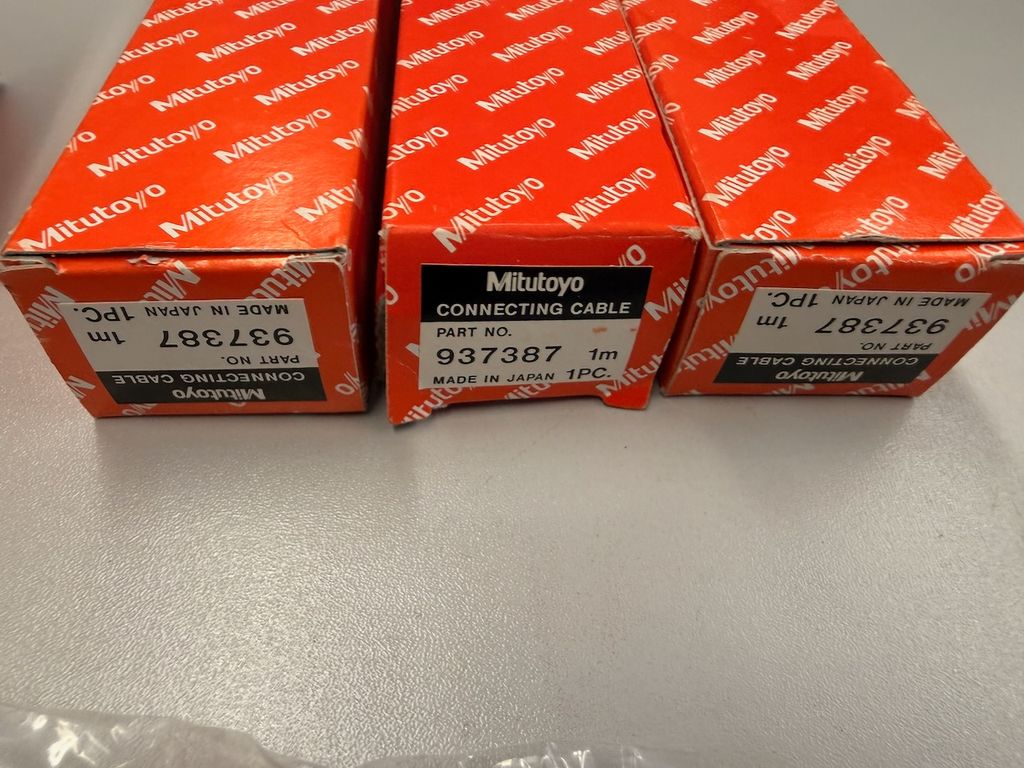 Mitutoyo
CONNECTING CABLE
PART NO.
937387 1m
MADE IN JAPAN 1PC.
Mitutoyo
CONNECTING CABLE
PART NO.
937387 1m
MADE IN JAPAN 1PC.
Mitutoyo
CONNECTING CABLE
PART NO.
937387 1m
MADE IN JAPAN 1PC.